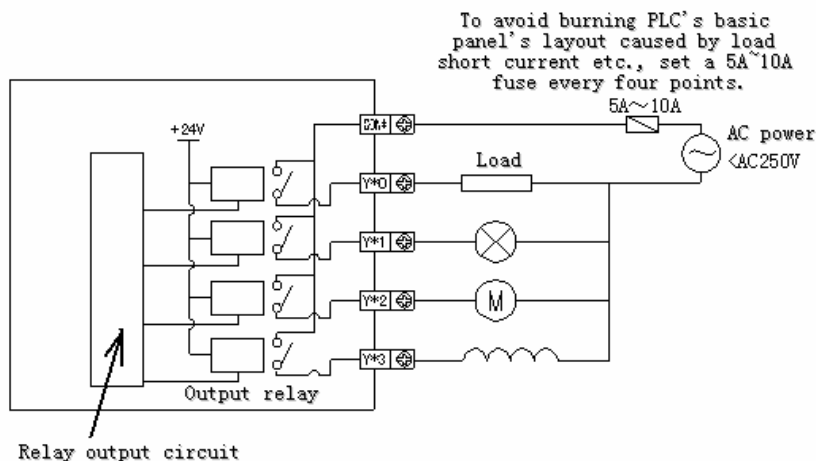 To avoid burning PLC's basic
panel's layout caused by load
short current etc., set a 5A~10A
fuse every four points.
5A~10A
COM#
AC power
<AC250V
+24V
Load
Y*0
Y*1
Y*2
M
Y*3
Output relay
Relay output circuit